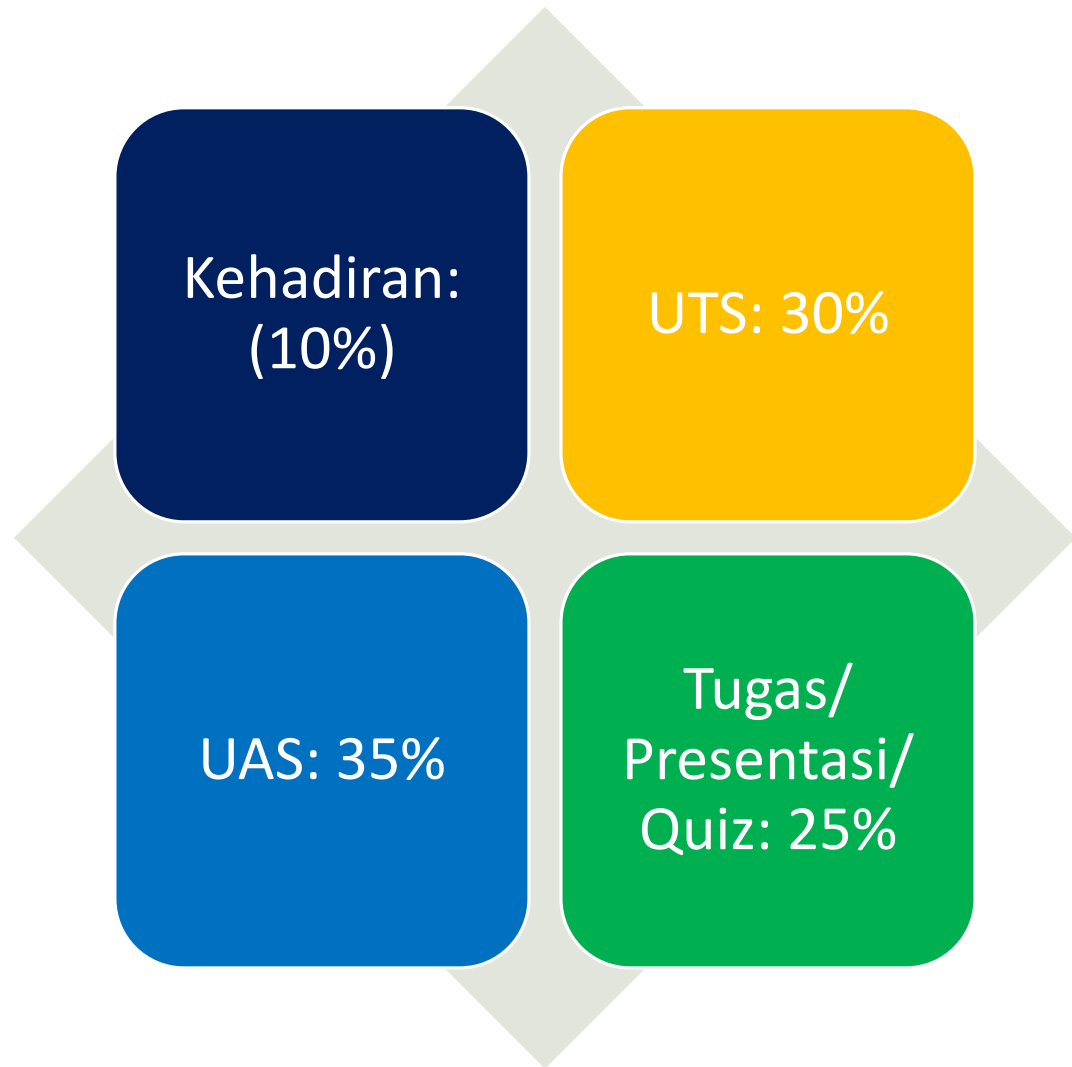 Kehadiran:
(10%)
UTS: 30%
UAS: 35%
Tugas/
Presentasi/
Quiz: 25%